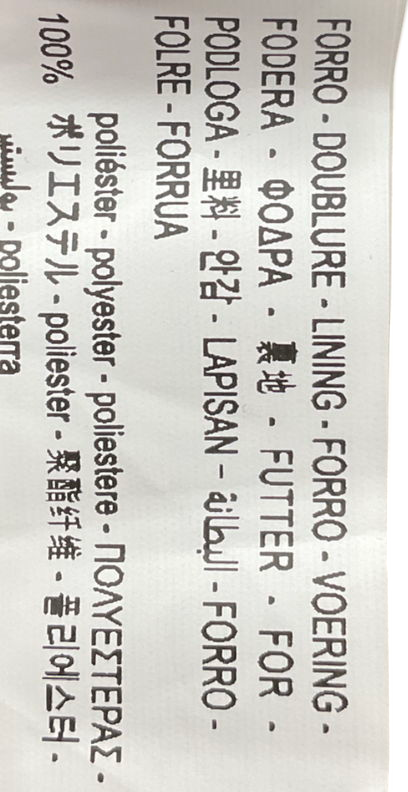 FORRO - DOUBLURE - LINING - FORRO - VOERING -
FODERA - ΦΟΔΡΑ - 裏地 - FUTTER - FOR -
PODLOGA - 里料 - 안감 - LAPISAN - البطانة - FORRO -
FOLRE - FORRUA
poliéster - polyester - poliestere - ΠΟΛΥΕΣΤΕΡΑΣ -
100% ポリエステル - poliester - 聚酯纤维 - 폴리에스터 -
بوليستر - poliesterra